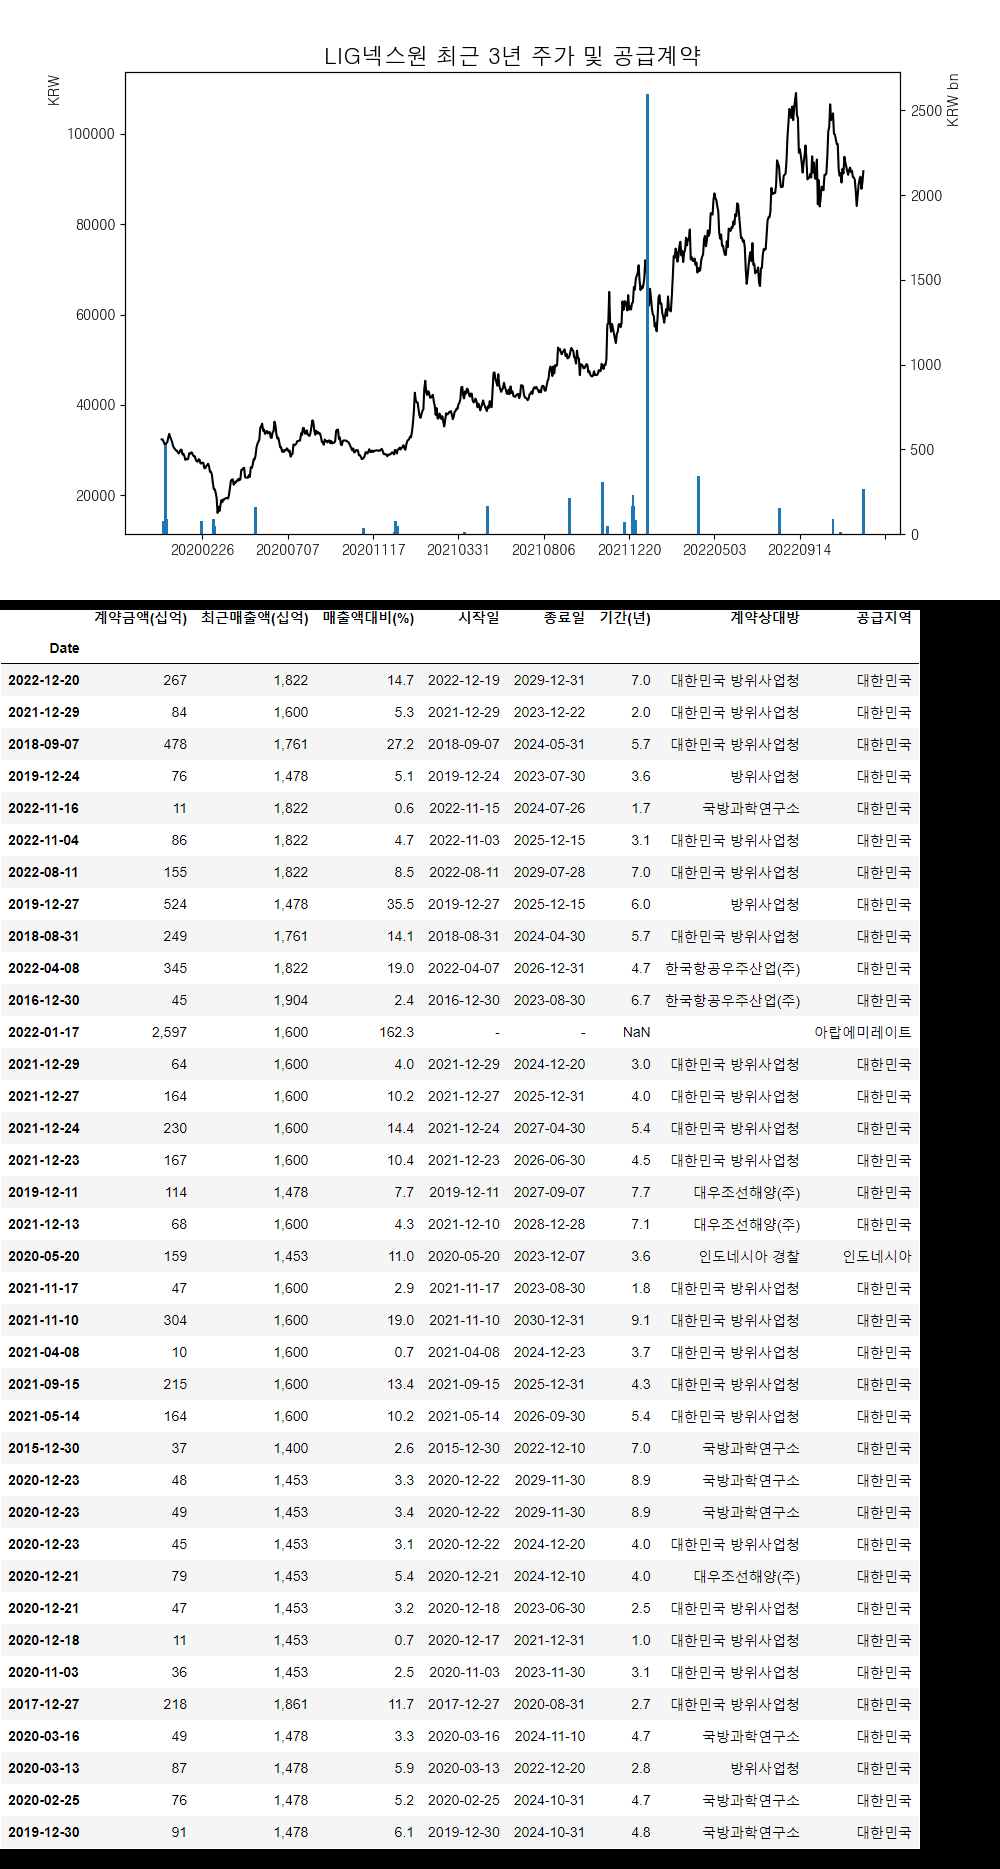 LIG넥스원 최근 3년 주가 및 공급계약
KRW
KRW bn
100000
80000
60000
40000
20000
2500
2000
1500
1000
500
0
20200226 20200707 20201117 20210331 20210806 20211220 20220503 20220914
계약금액(십억) 최근매출액(십억) 매출액대비(%) 시작일 종료일 기간(년) 계약상대방 공급지역
Date
2022-12-20 267 1,822 14.7 2022-12-19 2029-12-31 7.0 대한민국 방위사업청 대한민국
2021-12-29 84 1,600 5.3 2021-12-29 2023-12-22 2.0 대한민국 방위사업청 대한민국
2018-09-07 478 1,761 27.2 2018-09-07 2024-05-31 5.7 대한민국 방위사업청 대한민국
2019-12-24 76 1,478 5.1 2019-12-24 2023-07-30 3.6 방위사업청 대한민국
2022-11-16 11 1,822 0.6 2022-11-15 2024-07-26 1.7 국방과학연구소 대한민국
2022-11-04 86 1,822 4.7 2022-11-03 2025-12-15 3.1 대한민국 방위사업청 대한민국
2022-08-11 155 1,822 8.5 2022-08-11 2029-07-28 7.0 대한민국 방위사업청 대한민국
2019-12-27 524 1,478 35.5 2019-12-27 2025-12-15 6.0 방위사업청 대한민국
2018-08-31 249 1,761 14.1 2018-08-31 2024-04-30 5.7 대한민국 방위사업청 대한민국
2022-04-08 345 1,822 19.0 2022-04-07 2026-12-31 4.7 한국항공우주산업(주) 대한민국
2016-12-30 45 1,904 2.4 2016-12-30 2023-08-30 6.7 한국항공우주산업(주) 대한민국
2022-01-17 2,597 1,600 162.3 - - NaN 아랍에미레이트
2021-12-29 64 1,600 4.0 2021-12-29 2024-12-20 3.0 대한민국 방위사업청 대한민국
2021-12-27 164 1,600 10.2 2021-12-27 2025-12-31 4.0 대한민국 방위사업청 대한민국
2021-12-24 230 1,600 14.4 2021-12-24 2027-04-30 5.4 대한민국 방위사업청 대한민국
2021-12-23 167 1,600 10.4 2021-12-23 2026-06-30 4.5 대한민국 방위사업청 대한민국
2019-12-11 114 1,478 7.7 2019-12-11 2027-09-07 7.7 대우조선해양(주) 대한민국
2021-12-13 68 1,600 4.3 2021-12-10 2028-12-28 7.1 대우조선해양(주) 대한민국
2020-05-20 159 1,453 11.0 2020-05-20 2023-12-07 3.6 인도네시아 경찰 인도네시아
2021-11-17 47 1,600 2.9 2021-11-17 2023-08-30 1.8 대한민국 방위사업청 대한민국
2021-11-10 304 1,600 19.0 2021-11-10 2030-12-31 9.1 대한민국 방위사업청 대한민국
2021-04-08 10 1,600 0.7 2021-04-08 2024-12-23 3.7 대한민국 방위사업청 대한민국
2021-09-15 215 1,600 13.4 2021-09-15 2025-12-31 4.3 대한민국 방위사업청 대한민국
2021-05-14 164 1,600 10.2 2021-05-14 2026-09-30 5.4 대한민국 방위사업청 대한민국
2015-12-30 37 1,400 2.6 2015-12-30 2022-12-10 7.0 국방과학연구소 대한민국
2020-12-23 48 1,453 3.3 2020-12-22 2029-11-30 8.9 국방과학연구소 대한민국
2020-12-23 49 1,453 3.4 2020-12-22 2029-11-30 8.9 국방과학연구소 대한민국
2020-12-23 45 1,453 3.1 2020-12-22 2024-12-20 4.0 대한민국 방위사업청 대한민국
2020-12-21 79 1,453 5.4 2020-12-21 2024-12-10 4.0 대우조선해양(주) 대한민국
2020-12-21 47 1,453 3.2 2020-12-18 2023-06-30 2.5 대한민국 방위사업청 대한민국
2020-12-18 11 1,453 0.7 2020-12-17 2021-12-31 1.0 대한민국 방위사업청 대한민국
2020-11-03 36 1,453 2.5 2020-11-03 2023-11-30 3.1 대한민국 방위사업청 대한민국
2017-12-27 218 1,861 11.7 2017-12-27 2020-08-31 2.7 대한민국 방위사업청 대한민국
2020-03-16 49 1,478 3.3 2020-03-16 2024-11-10 4.7 국방과학연구소 대한민국
2020-03-13 87 1,478 5.9 2020-03-13 2022-12-20 2.8 방위사업청 대한민국
2020-02-25 76 1,478 5.2 2020-02-25 2024-10-31 4.7 국방과학연구소 대한민국
2019-12-30 91 1,478 6.1 2019-12-30 2024-10-31 4.8 국방과학연구소 대한민국